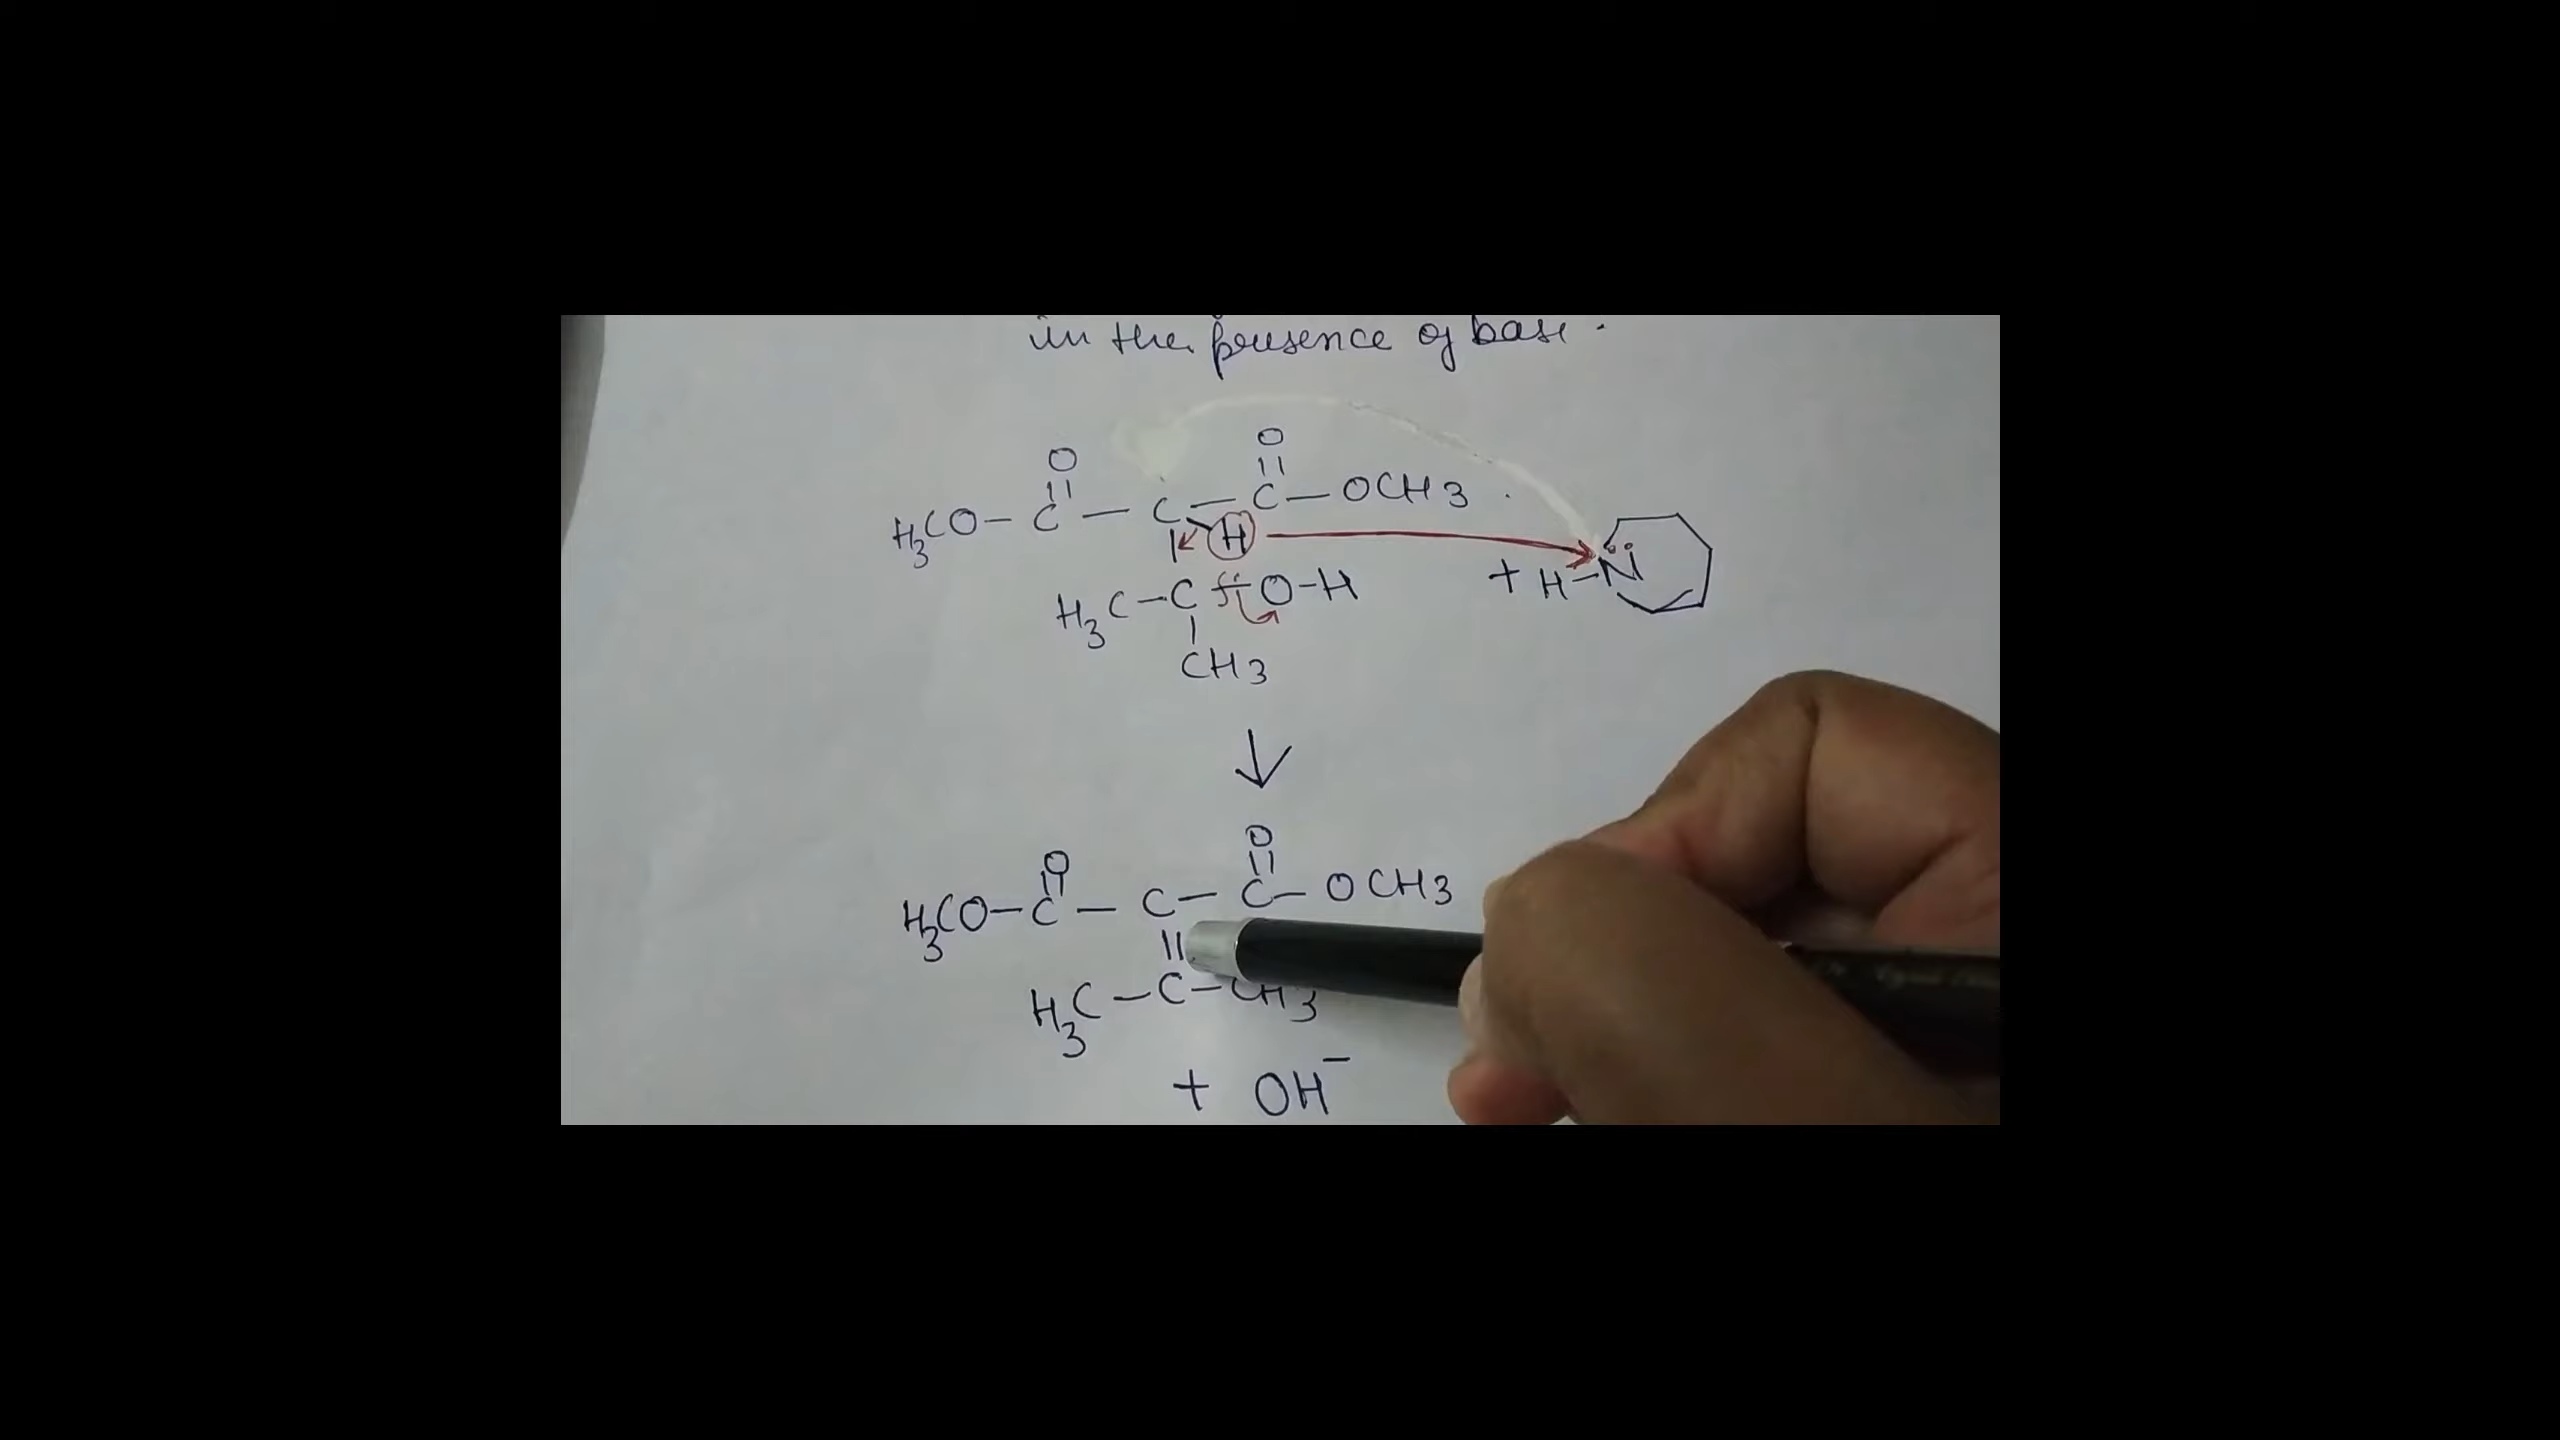 in the presence of base.
O O
|| ||
H3CO – C – C – C – OCH3
| H
H3C – C – O – H + H – N̈
|
CH3
↓
O O
|| ||
H3CO – C – C – C – OCH3
||
H3C – C – CH3
+ OH⁻